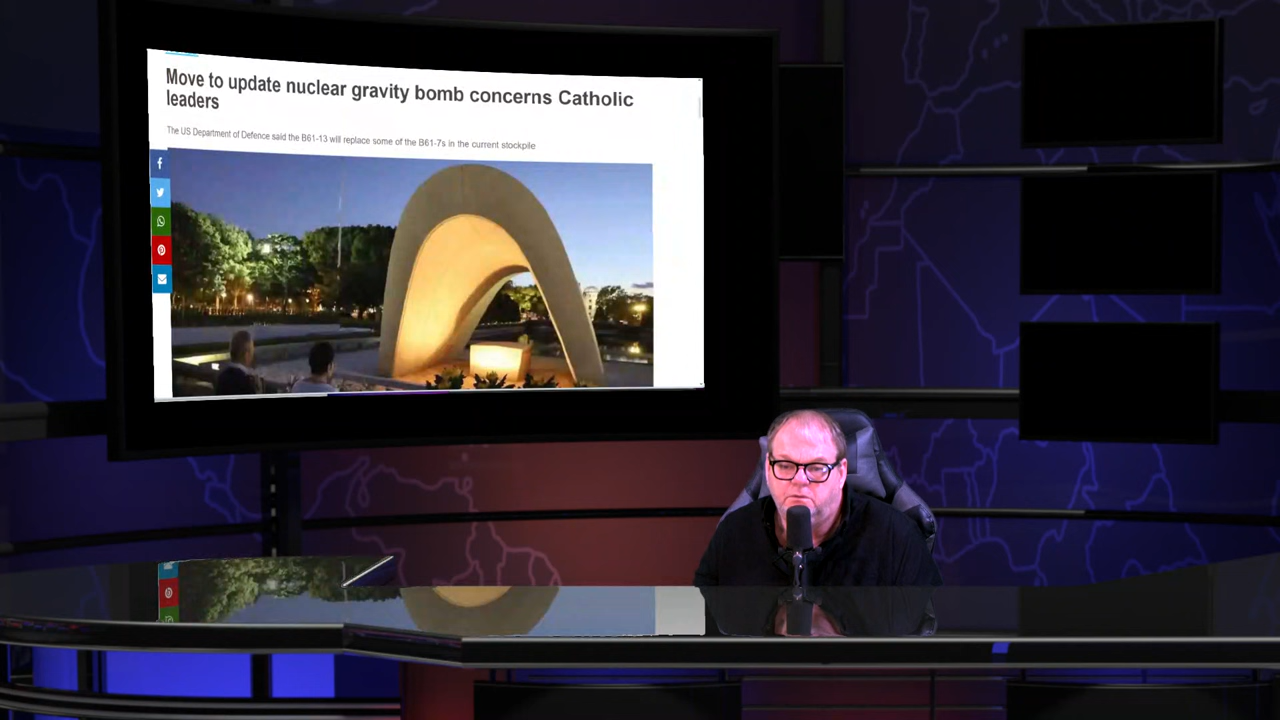 Move to update nuclear gravity bomb concerns Catholic
leaders
The US Department of Defence said the B61-13 will replace some of the B61-7s in the current stockpile